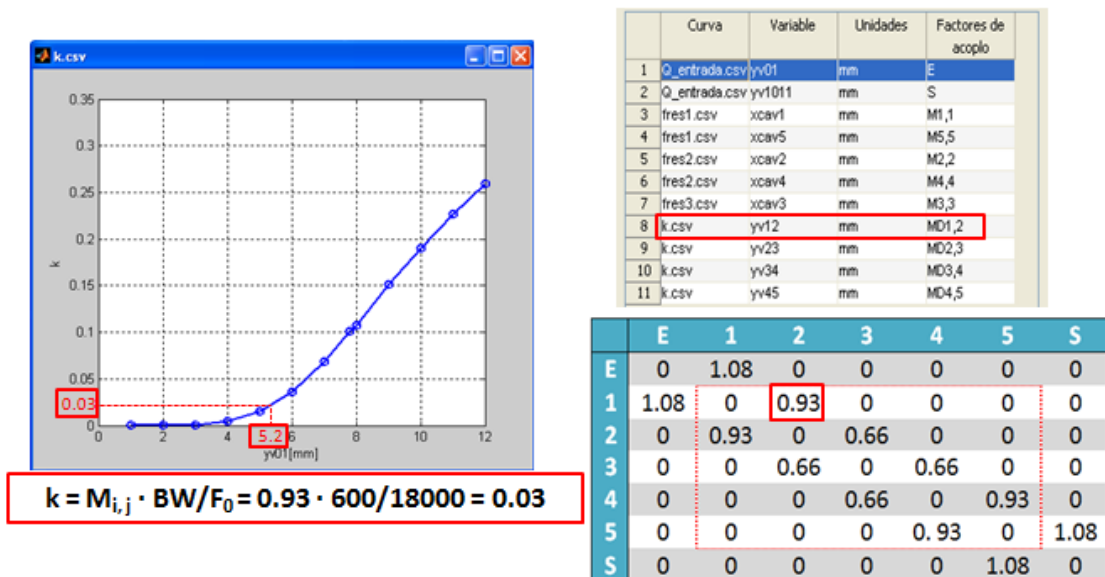 k.csv
0.35
0.3
0.25
0.2
0.15
0.1
0.05
0
k
0.03
0 2 4 5.2 6 8 10 12
yv01[mm]
k = Mi, j · BW/F0 = 0.93 · 600/18000 = 0.03
Curva Variable Unidades Factores de acoplo
1 Q_entrada.csv yv01 mm E
2 Q_entrada.csv yv1011 mm S
3 fres1.csv xcav1 mm M1,1
4 fres1.csv xcav5 mm M5,5
5 fres2.csv xcav2 mm M2,2
6 fres2.csv xcav4 mm M4,4
7 fres3.csv xcav3 mm M3,3
8 k.csv yv12 mm MD1,2
9 k.csv yv23 mm MD2,3
10 k.csv yv34 mm MD3,4
11 k.csv yv45 mm MD4,5
E 1 2 3 4 5 S
E 0 1.08 0 0 0 0 0
1 1.08 0 0.93 0 0 0 0
2 0 0.93 0 0.66 0 0 0
3 0 0 0.66 0 0.66 0 0
4 0 0 0 0.66 0 0.93 0
5 0 0 0 0 0. 93 0 1.08
S 0 0 0 0 0 1.08 0